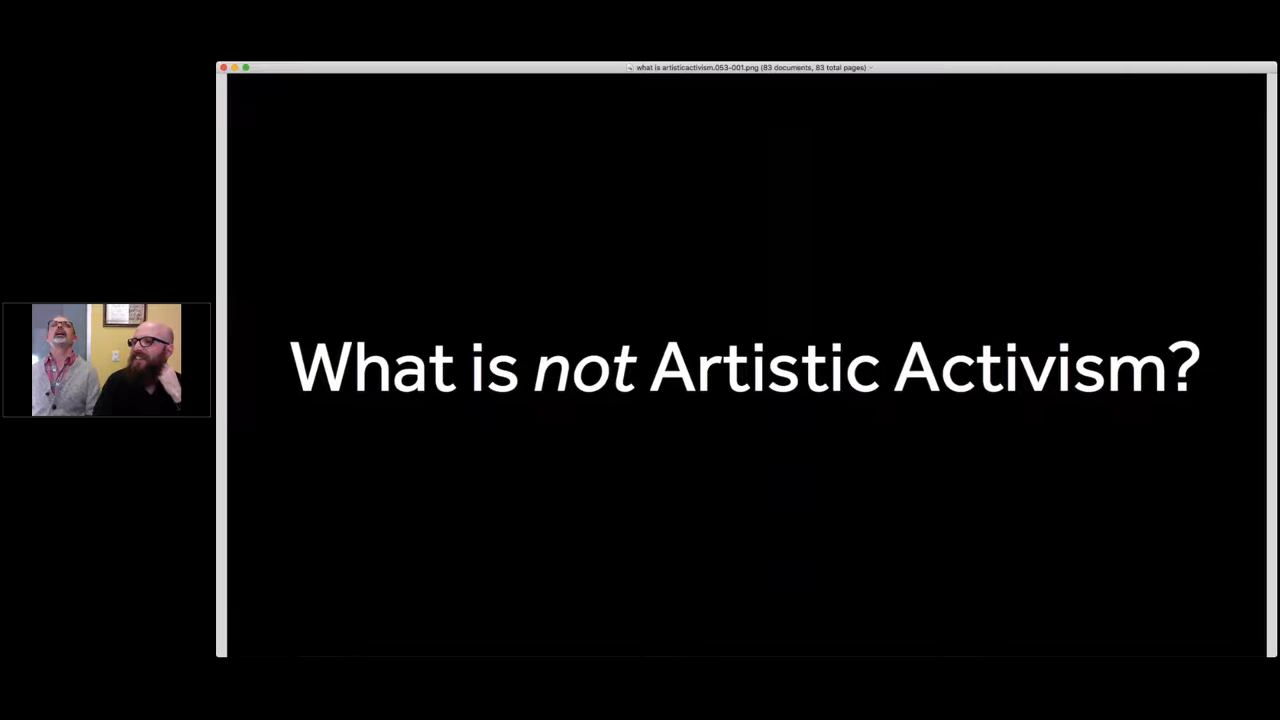 what is artisticactivism.053-001.png (83 documents, 83 total pages)
What is not Artistic Activism?